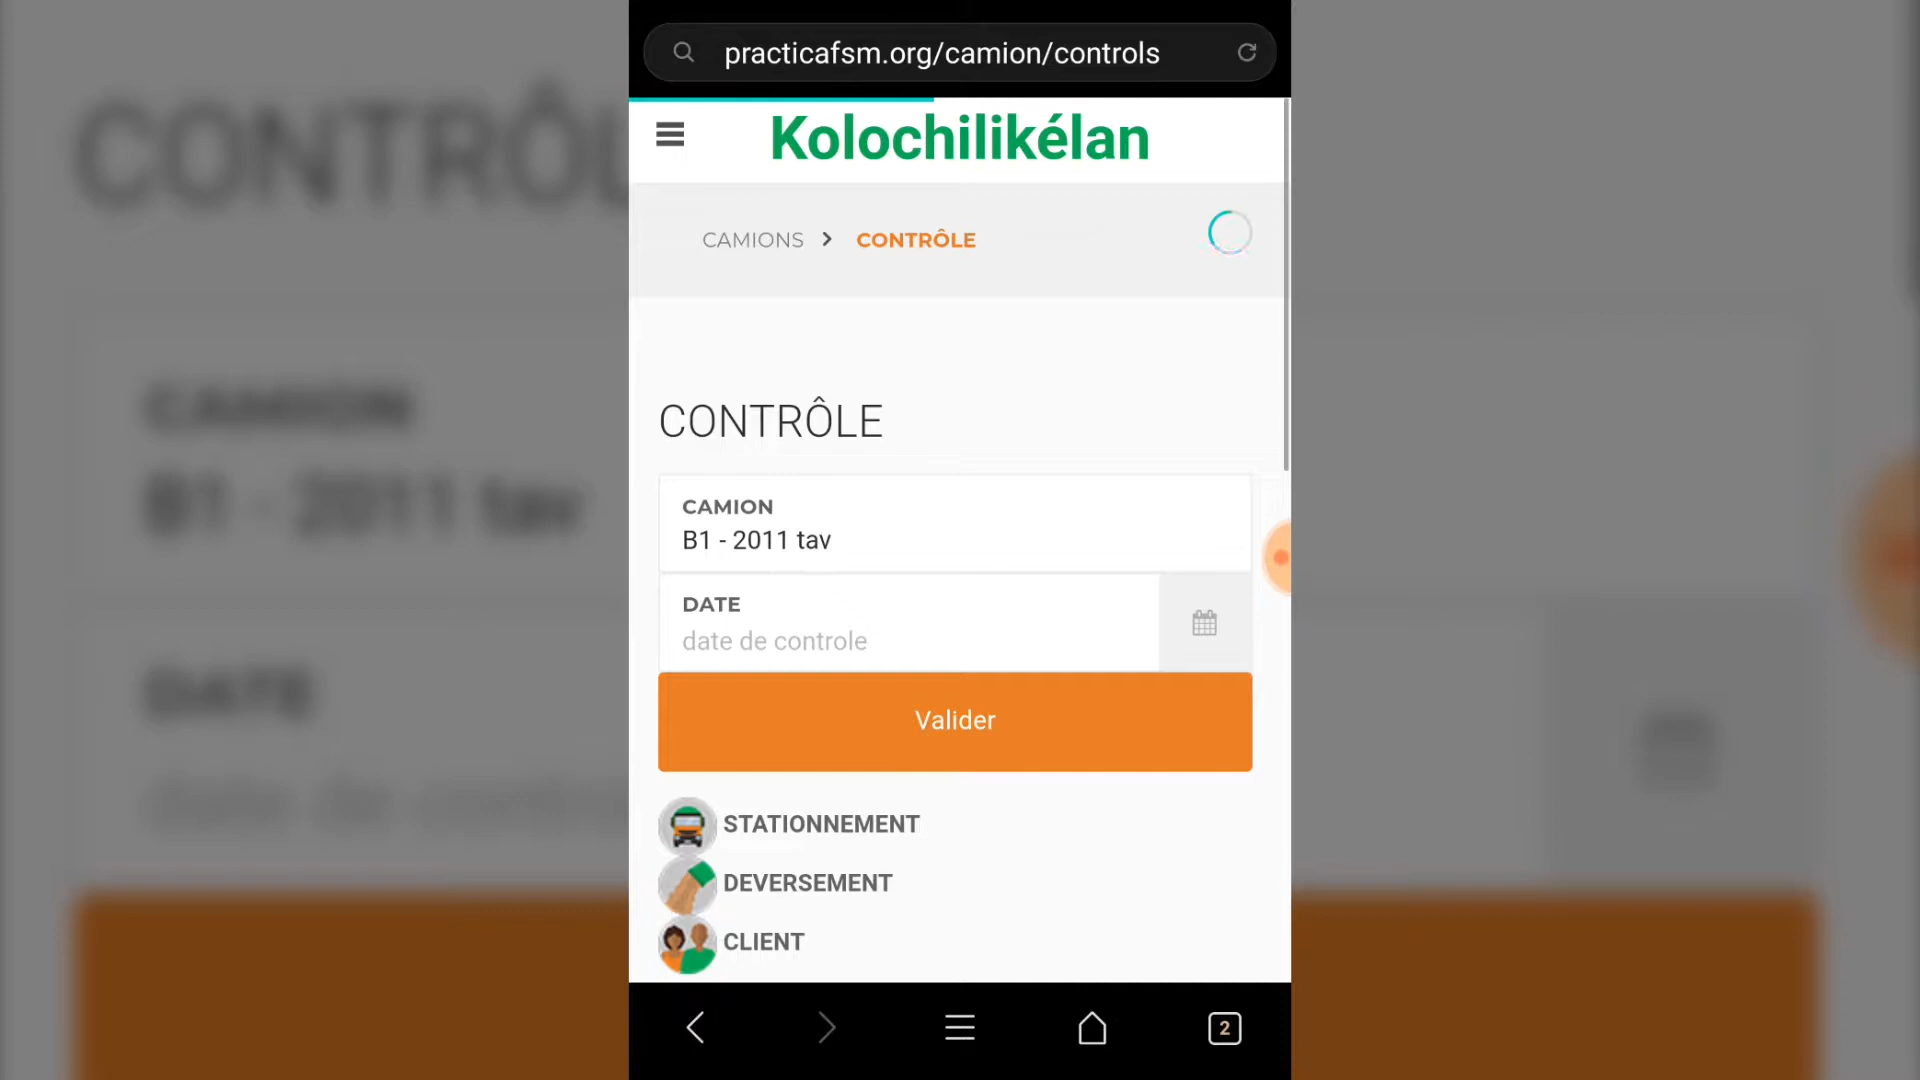 practicafsm.org/camion/controls
Kolochilikélan
CAMIONS > CONTRÔLE
CONTRÔLE
CAMION
B1 - 2011 tav
DATE
date de controle
Valider
STATIONNEMENT
DEVERSEMENT
CLIENT
2